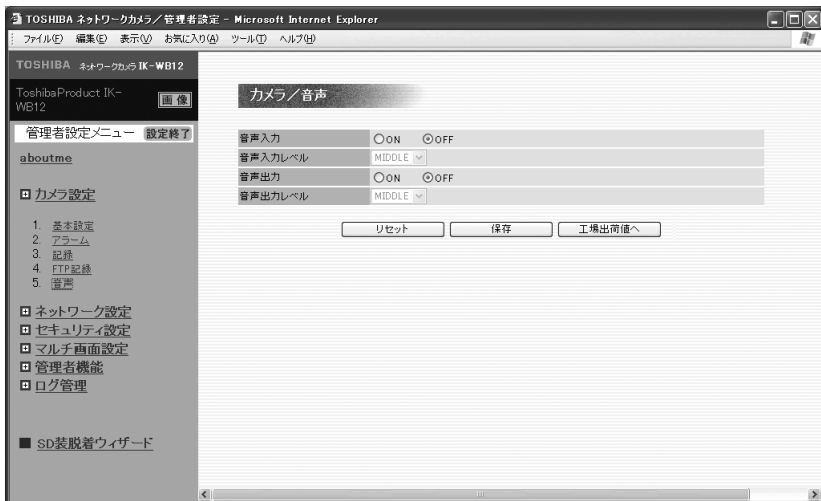 TOSHIBA ネットワークカメラ／管理者設定 - Microsoft Internet Explorer
ファイル(F) 編集(E) 表示(V) お気に入り(A) ツール(T) ヘルプ(H)
TOSHIBA ネットワークカメラ IK-WB12
ToshibaProduct IK-
WB12
画像
管理者設定メニュー 設定終了
aboutme
カメラ設定
1. 基本設定
2. アラーム
3. 記録
4. FTP記録
5. 音声
ネットワーク設定
セキュリティ設定
マルチ画面設定
管理者機能
ログ管理
■ SD装脱着ウィザード
カメラ／音声
音声入力 ON OFF
音声入力レベル MIDDLE
音声出力 ON OFF
音声出力レベル MIDDLE
リセット 保存 工場出荷値へ